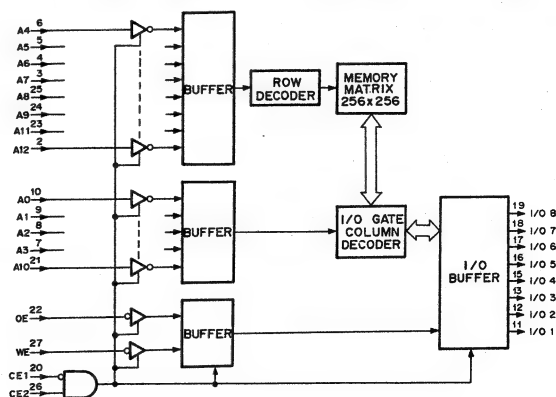 A4 6
A5 5
A6 4
A7 3
A8 25
A9 24
A11 23
A12 2
BUFFER
ROW
DECODER
MEMORY
MATRIX
256x256
A0 10
A1 9
A2 8
A3 7
A10 21
BUFFER
I/O GATE
COLUMN
DECODER
I/O
BUFFER
19 I/O 8
18 I/O 7
17 I/O 6
16 I/O 5
15 I/O 4
13 I/O 3
12 I/O 2
11 I/O 1
OE 22
WE 27
BUFFER
CE1 20
CE2 26